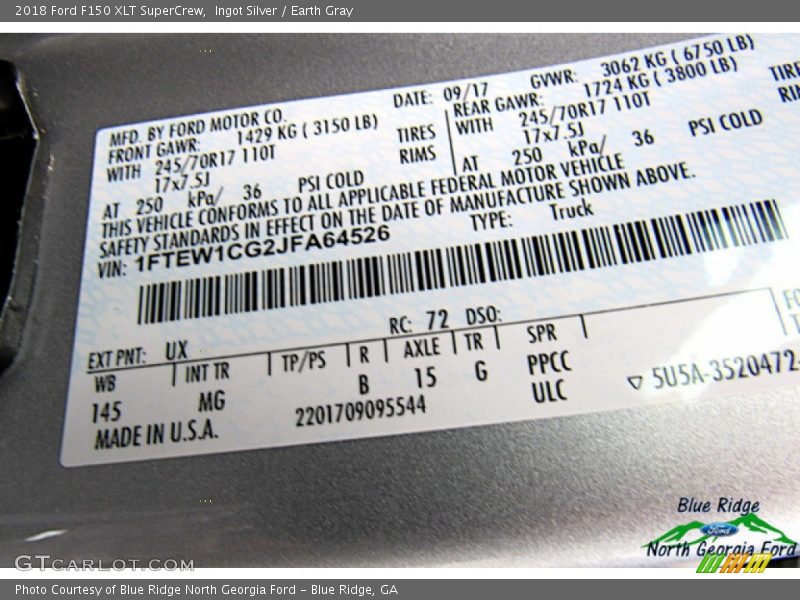 2018 Ford F150 XLT SuperCrew, Ingot Silver / Earth Gray
MFD. BY FORD MOTOR CO.
DATE: 09/17
GVWR: 3062 KG ( 6750 LB)
FRONT GAWR: 1429 KG ( 3150 LB)
REAR GAWR: 1724 KG ( 3800 LB)
WITH 245/70R17 110T TIRES
WITH 245/70R17 110T
17x7.5J RIMS
17x7.5J
AT 250 kPa/ 36 PSI COLD
AT 250 kPa/ 36 PSI COLD
THIS VEHICLE CONFORMS TO ALL APPLICABLE FEDERAL MOTOR VEHICLE
SAFETY STANDARDS IN EFFECT ON THE DATE OF MANUFACTURE SHOWN ABOVE.
VIN: 1FTEW1CG2JFA64526
TYPE: Truck
EXT PNT: UX
RC: 72 DSO:
WB INT TR TP/PS R AXLE TR SPR
145 MG B 15 G PPCC
2201709095544 ULC
5U5A-3520472-
MADE IN U.S.A.
Blue Ridge
Ford
North Georgia Ford
GTcarlot.com
Photo Courtesy of Blue Ridge North Georgia Ford – Blue Ridge, GA